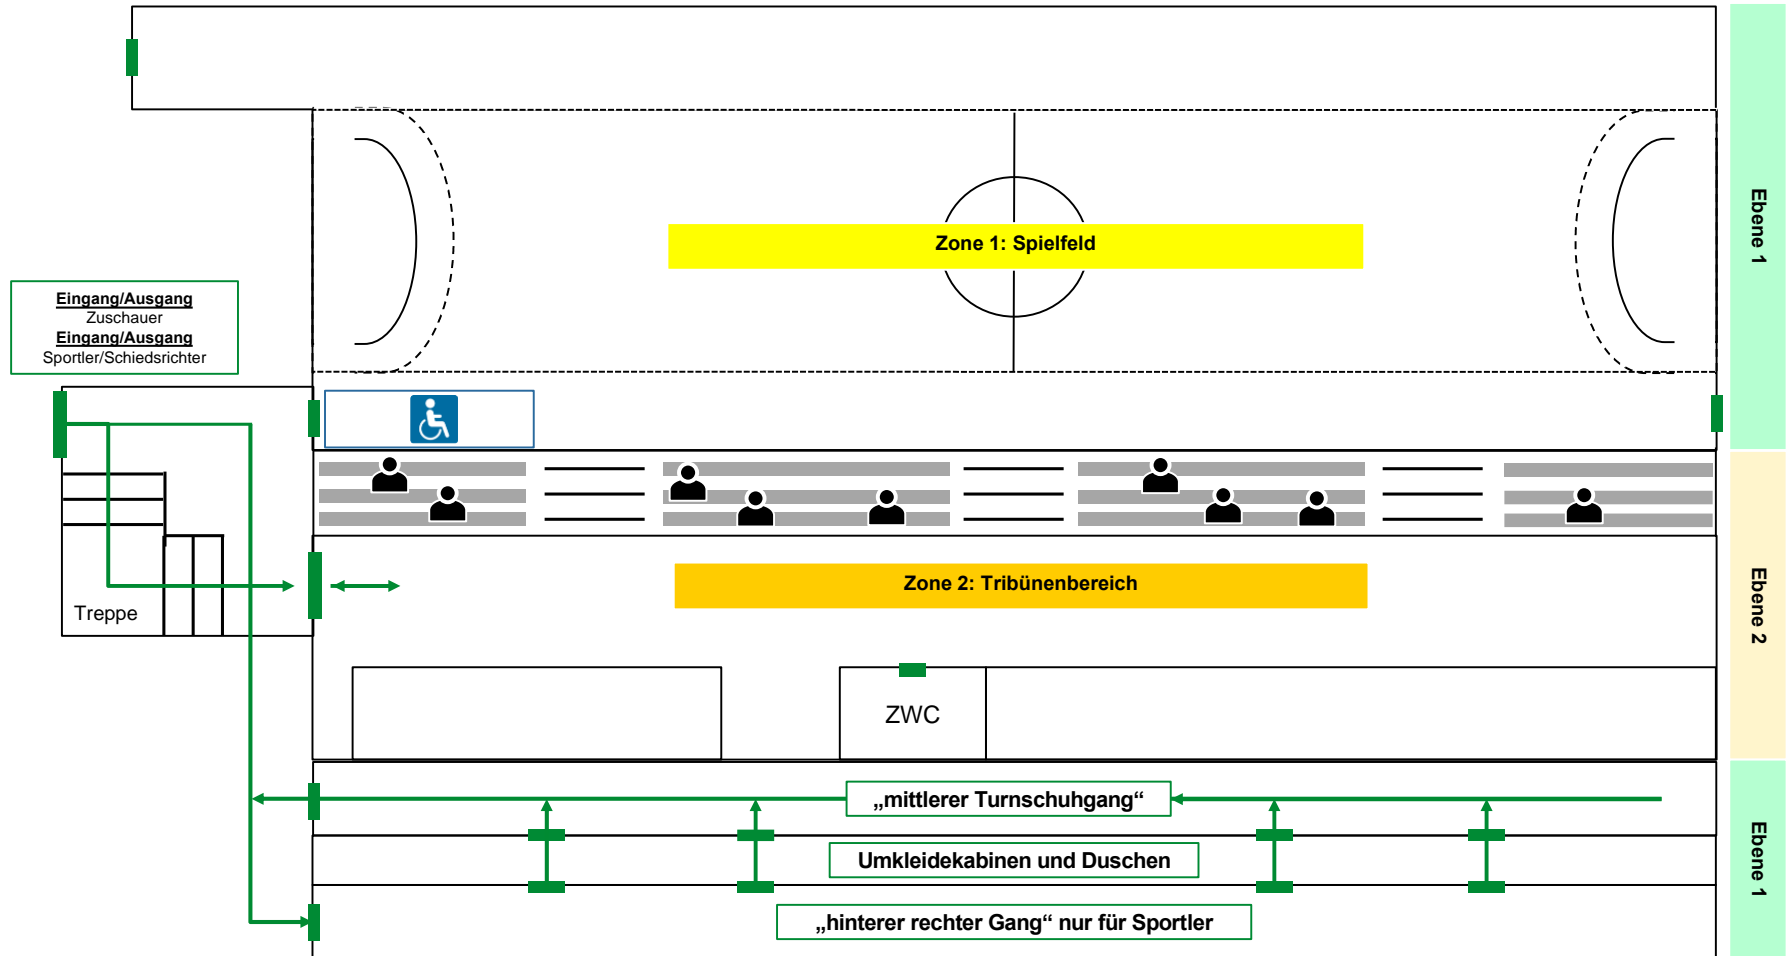 Ebene 1
Zone 1: Spielfeld
Eingang/Ausgang
Zuschauer
Eingang/Ausgang
Sportler/Schiedsrichter
Zone 2: Tribünenbereich
Ebene 2
Treppe
ZWC
„mittlerer Turnschuhgang“
Umkleidekabinen und Duschen
Ebene 1
„hinterer rechter Gang“ nur für Sportler